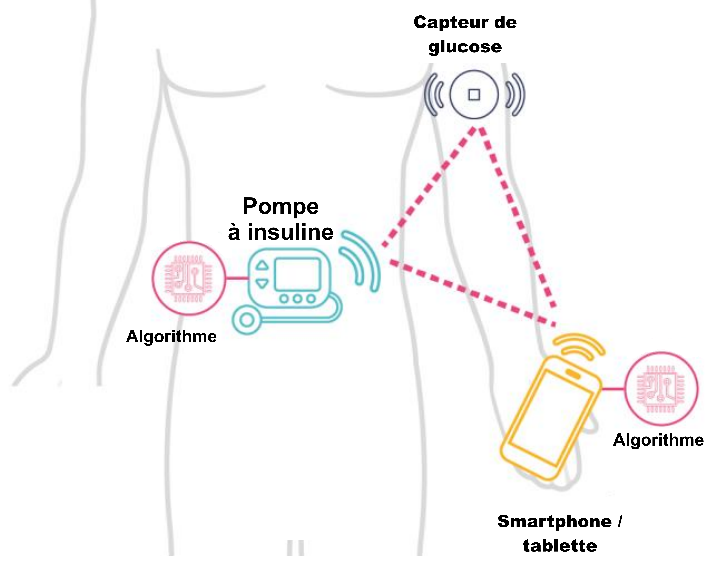 Capteur de
glucose
Pompe
à insuline
Algorithme
Algorithme
Smartphone /
tablette